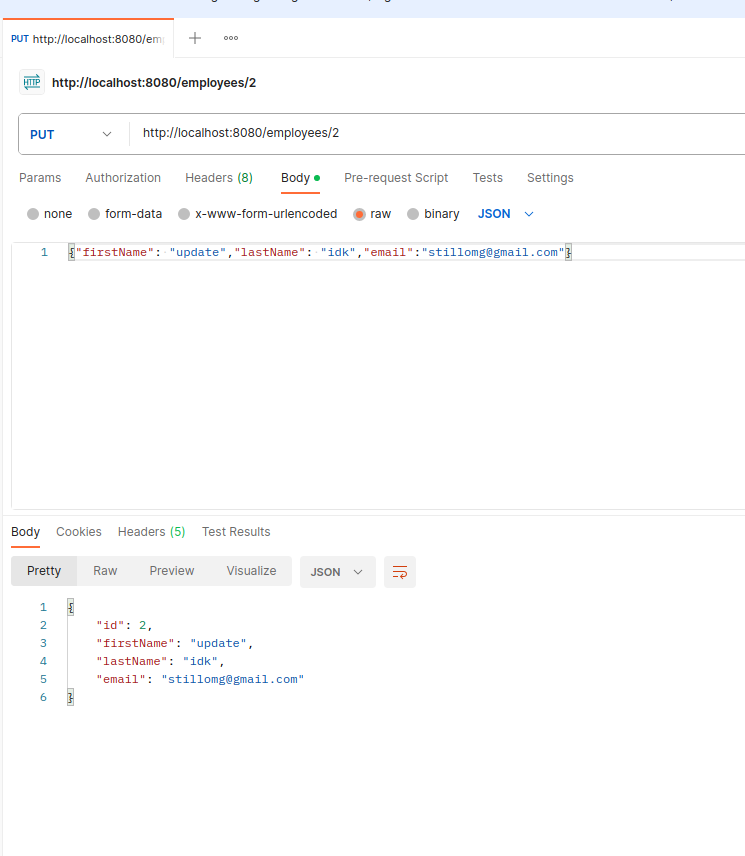 PUT http://localhost:8080/em
HTTP http://localhost:8080/employees/2
PUT http://localhost:8080/employees/2
Params Authorization Headers (8) Body Pre-request Script Tests Settings
none form-data x-www-form-urlencoded raw binary JSON
1 {"firstName": "update","lastName": "idk","email":"stillomg@gmail.com"}
Body Cookies Headers (5) Test Results
Pretty Raw Preview Visualize JSON
1 {
2 "id": 2,
3 "firstName": "update",
4 "lastName": "idk",
5 "email": "stillomg@gmail.com"
6 }